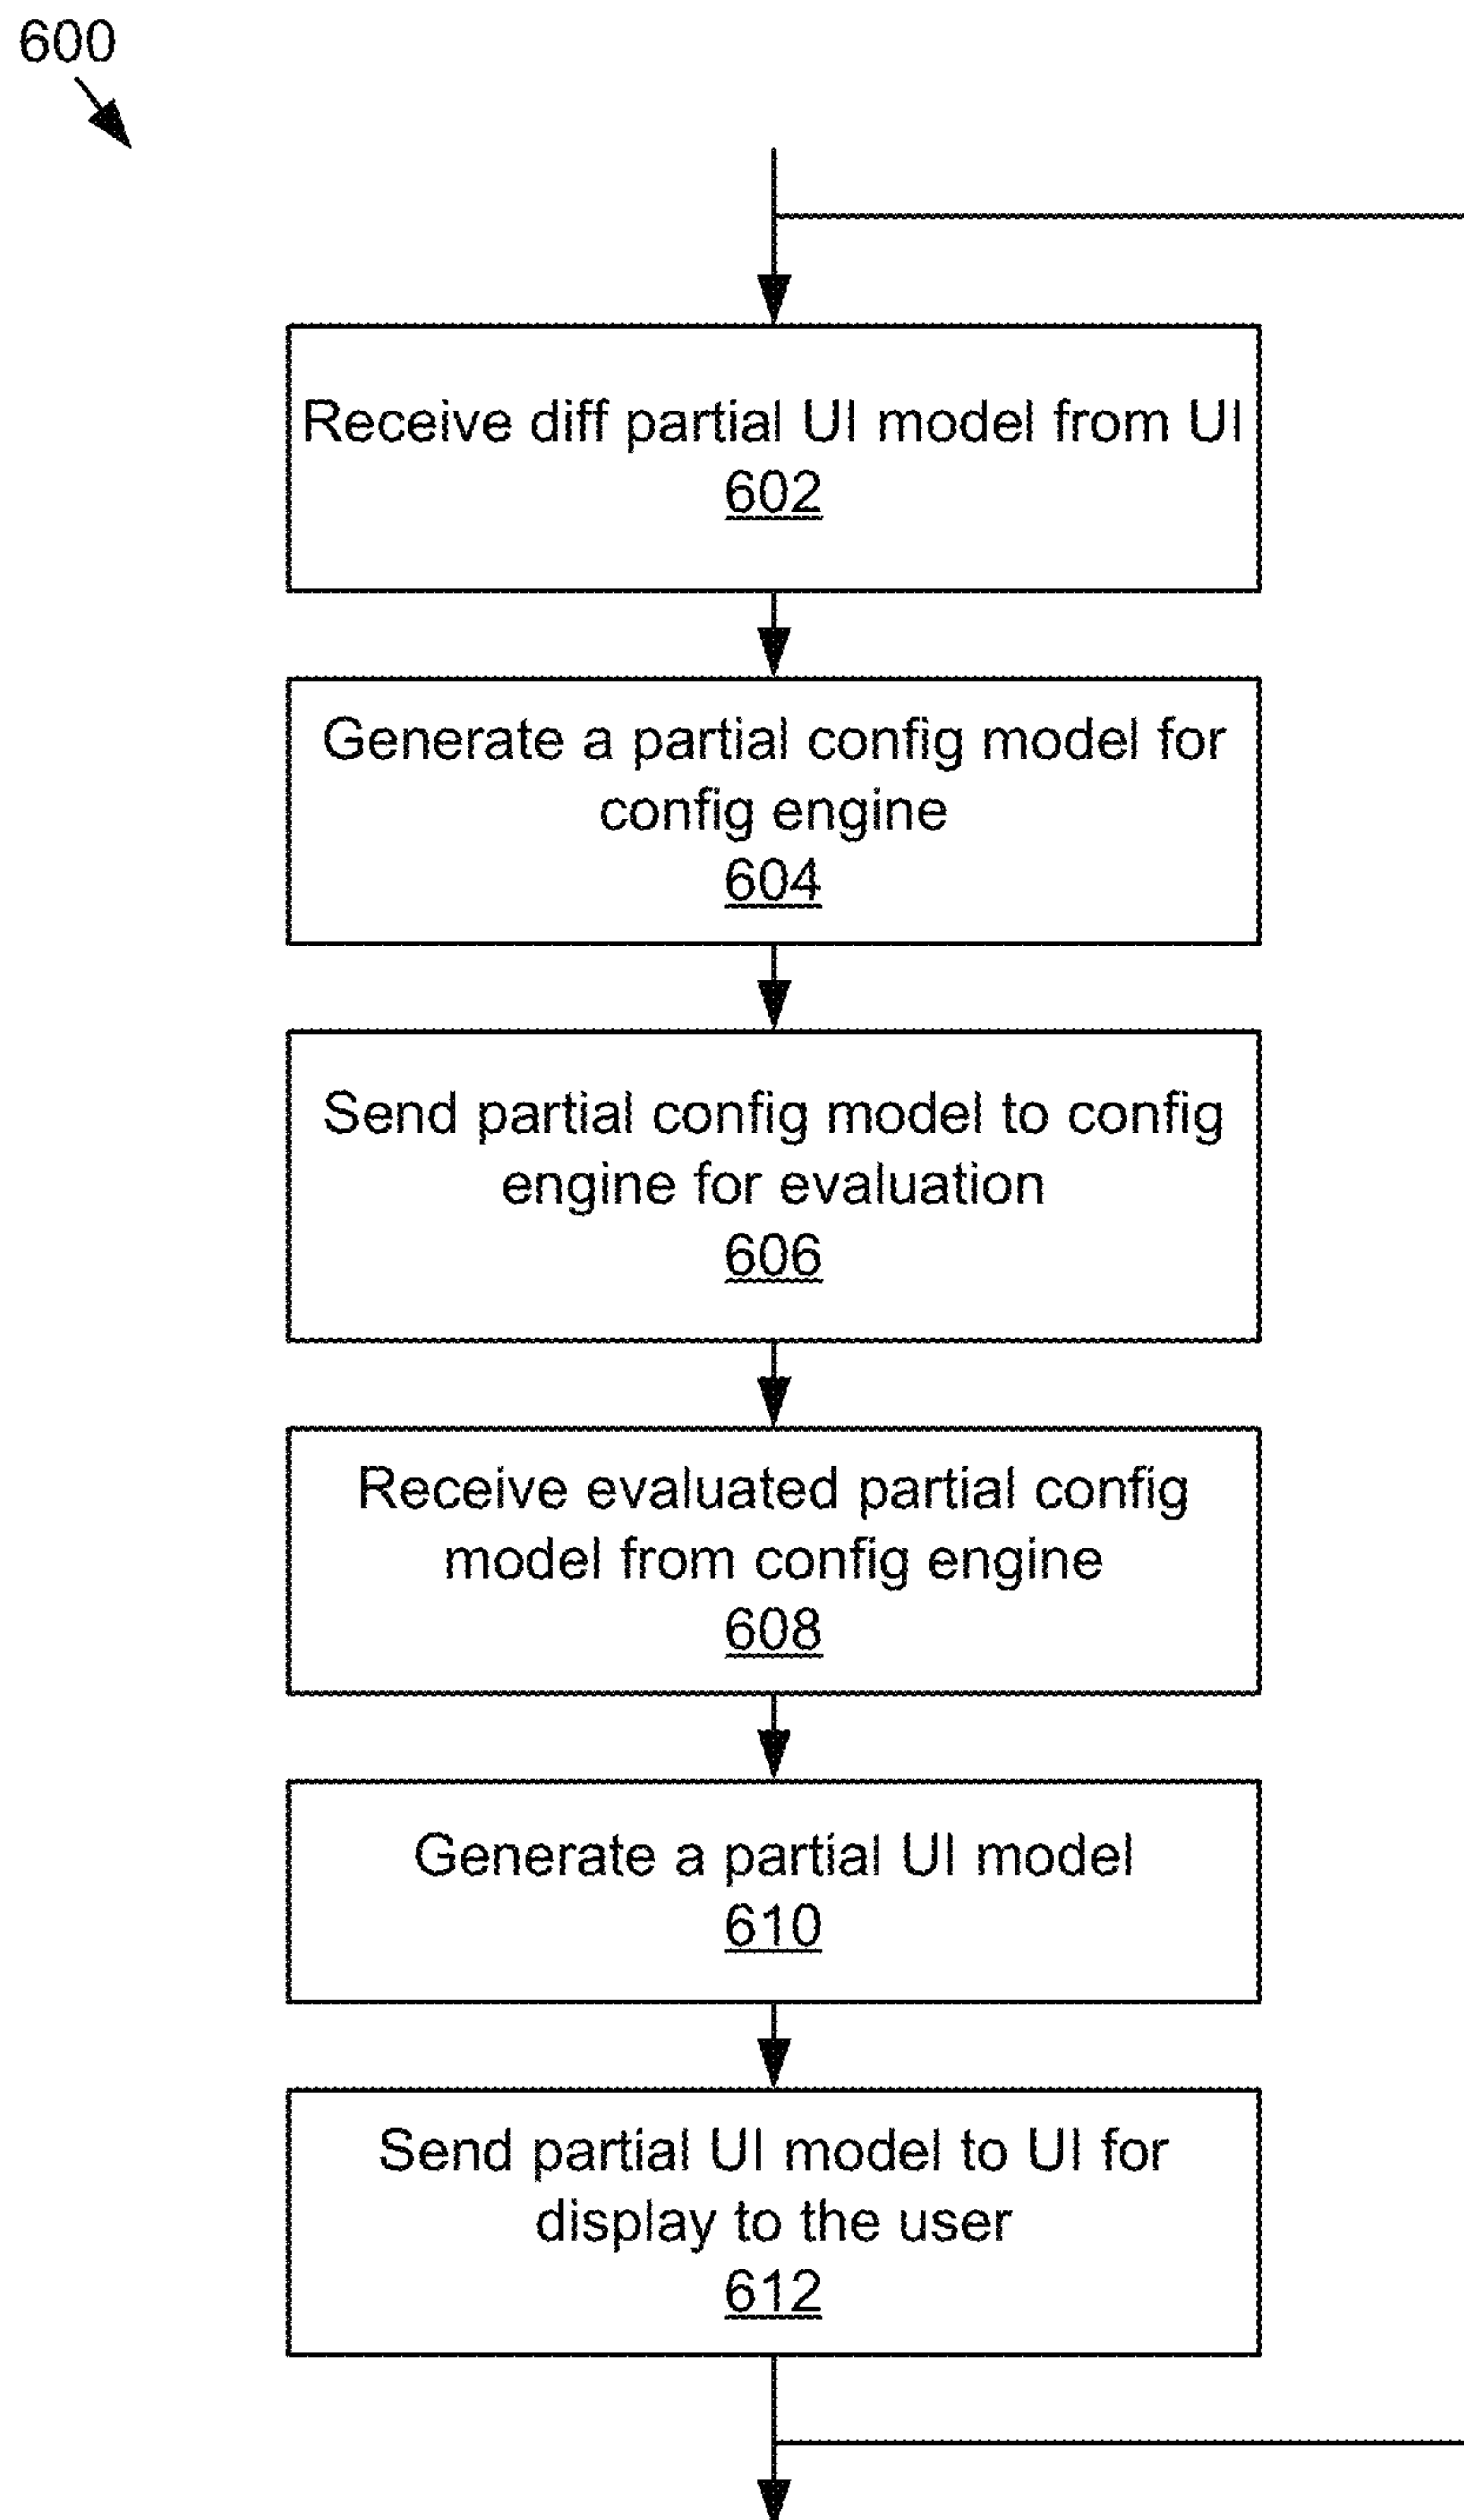 600
Receive diff partial UI model from UI
602
Generate a partial config model for
config engine
604
Send partial config model to config
engine for evaluation
606
Receive evaluated partial config
model from config engine
608
Generate a partial UI model
610
Send partial UI model to UI for
display to the user
612